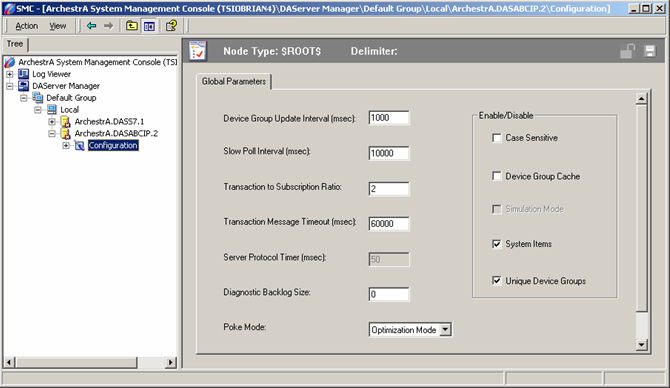 SMC - [ArchestrA System Management Console (TSIOBRIAN4)\DAServer Manager\Default Group\Local\ArchestrA.DASABCIP.2\Configuration]
Action View
Tree
ArchestrA System Management Console (TSI
Log Viewer
DAServer Manager
Default Group
Local
ArchestrA.DASS7.1
ArchestrA.DASABCIP.2
Configuration
Node Type: $ROOT$ Delimiter:
Global Parameters
Device Group Update Interval (msec): 1000
Slow Poll Interval (msec): 10000
Transaction to Subscription Ratio: 2
Transaction Message Timeout (msec): 60000
Server Protocol Timer (msec): 50
Diagnostic Backlog Size: 0
Poke Mode: Optimization Mode
Enable/Disable
Case Sensitive
Device Group Cache
Simulation Mode
System Items
Unique Device Groups